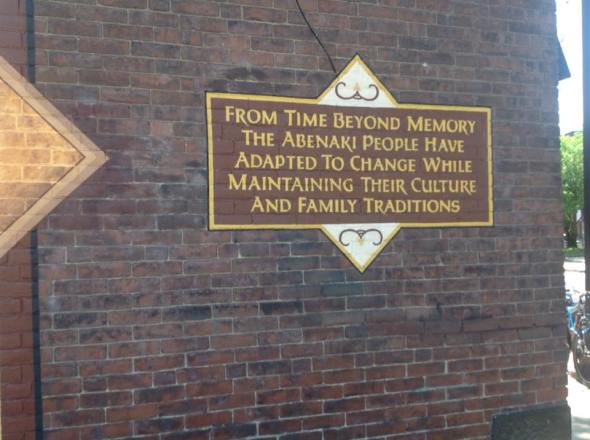 From Time Beyond Memory
The Abenaki People Have
Adapted To Change While
Maintaining Their Culture
And Family Traditions